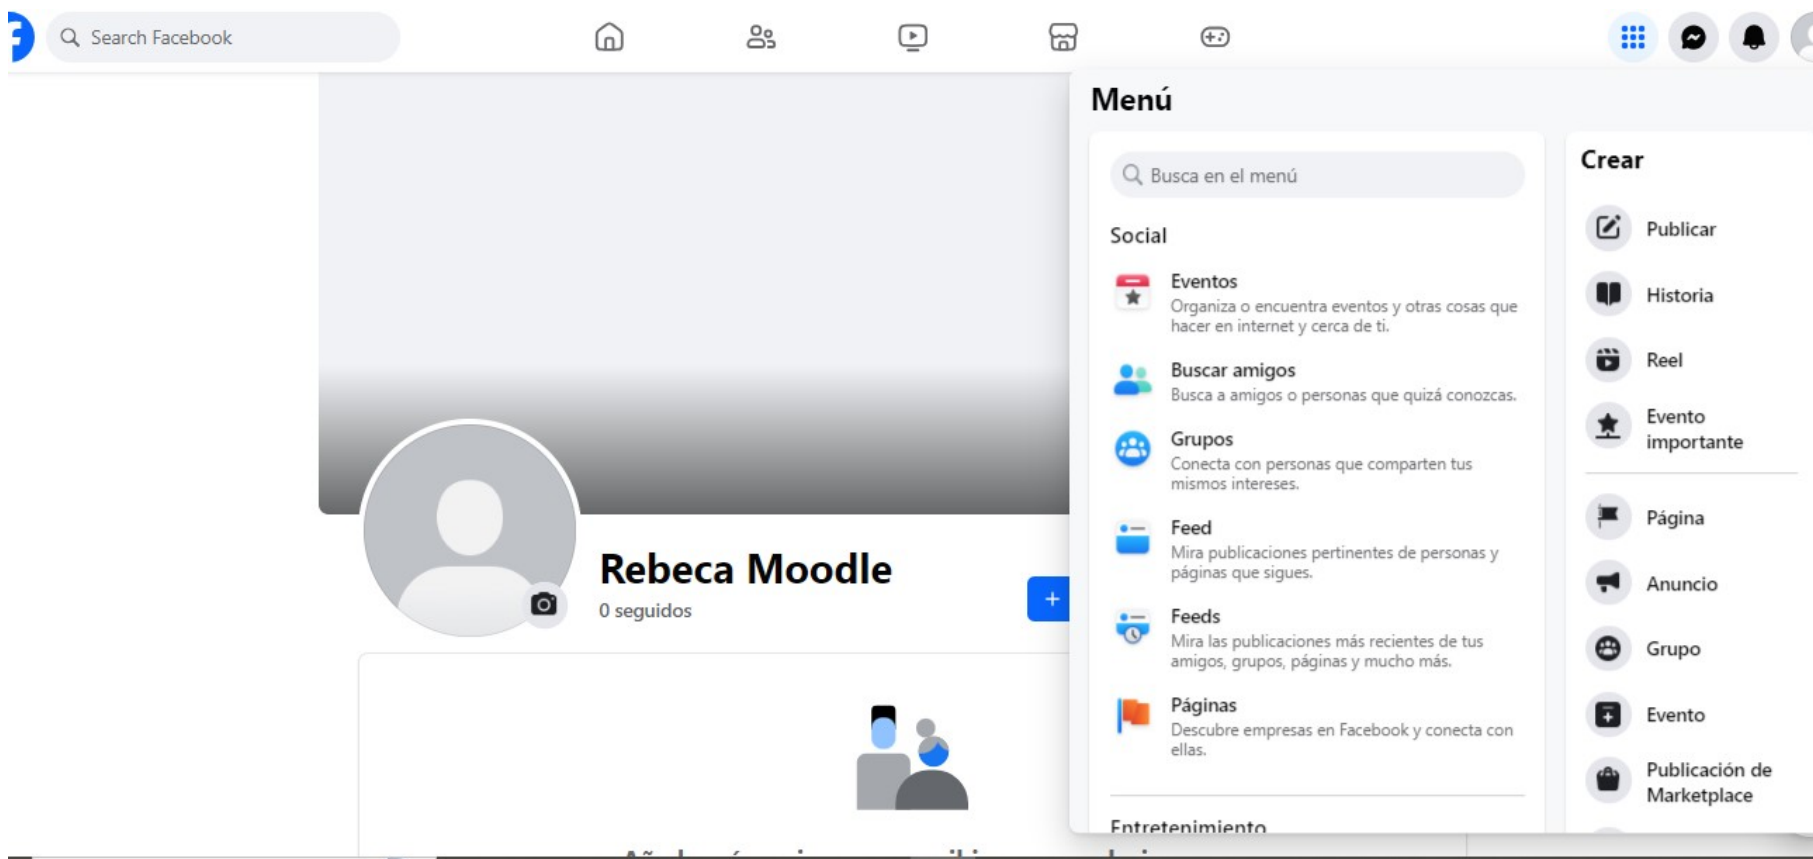 Search Facebook
Menú
Busca en el menú
Social
Eventos
Organiza o encuentra eventos y otras cosas que
hacer en internet y cerca de ti.
Buscar amigos
Busca a amigos o personas que quizá conozcas.
Grupos
Conecta con personas que comparten tus
mismos intereses.
Feed
Mira publicaciones pertinentes de personas y
páginas que sigues.
Feeds
Mira las publicaciones más recientes de tus
amigos, grupos, páginas y mucho más.
Páginas
Descubre empresas en Facebook y conecta con
ellas.
Entretenimiento
Crear
Publicar
Historia
Reel
Evento
importante
Página
Anuncio
Grupo
Evento
Publicación de
Marketplace
Rebeca Moodle
0 seguidos